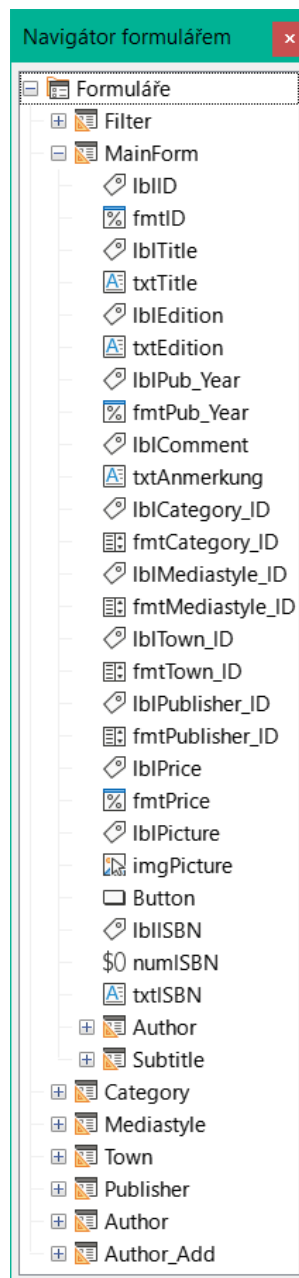 Navigátor formulářem
Formuláře
Filter
MainForm
lblID
fmtID
lblTitle
txtTitle
lblEdition
txtEdition
lblPub_Year
fmtPub_Year
lblComment
txtAnmerkung
lblCategory_ID
fmtCategory_ID
lblMediastyle_ID
fmtMediastyle_ID
lblTown_ID
fmtTown_ID
lblPublisher_ID
fmtPublisher_ID
lblPrice
fmtPrice
lblPicture
imgPicture
Button
lblISBN
numISBN
txtISBN
Author
Subtitle
Category
Mediastyle
Town
Publisher
Author
Author_Add